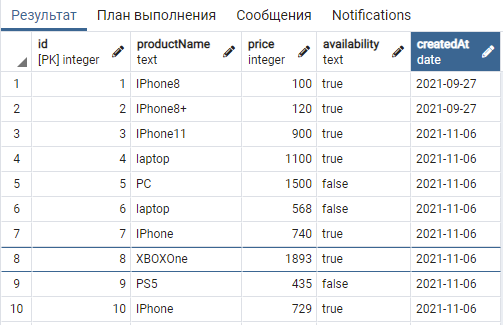 Результат План выполнения Сообщения Notifications
id productName price availability createdAt
[PK] integer text integer text date
1 1 IPhone8 100 true 2021-09-27
2 2 IPhone8+ 120 true 2021-09-27
3 3 IPhone11 900 true 2021-11-06
4 4 laptop 1100 true 2021-11-06
5 5 PC 1500 false 2021-11-06
6 6 laptop 568 false 2021-11-06
7 7 IPhone 740 true 2021-11-06
8 8 XBOXOne 1893 true 2021-11-06
9 9 PS5 435 false 2021-11-06
10 10 IPhone 729 true 2021-11-06